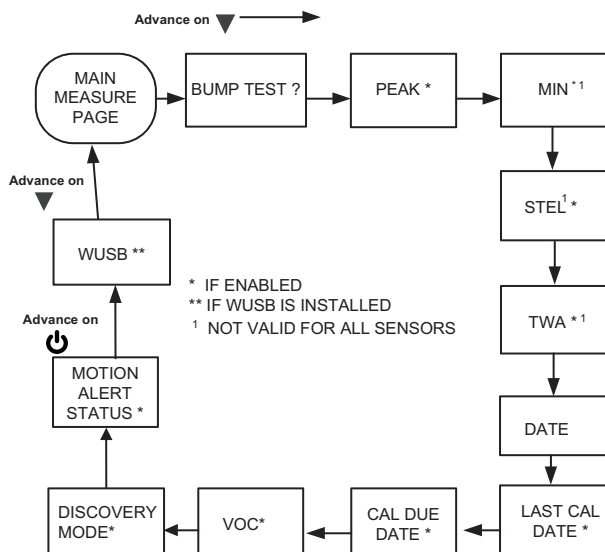 Advance on
MAIN
MEASURE
PAGE
BUMP TEST ?
PEAK *
MIN * 1
STEL 1 *
TWA * 1
DATE
LAST CAL
DATE *
CAL DUE
DATE *
VOC*
DISCOVERY
MODE*
Advance on
MOTION
ALERT
STATUS *
WUSB **
Advance on
* IF ENABLED
** IF WUSB IS INSTALLED
1 NOT VALID FOR ALL SENSORS